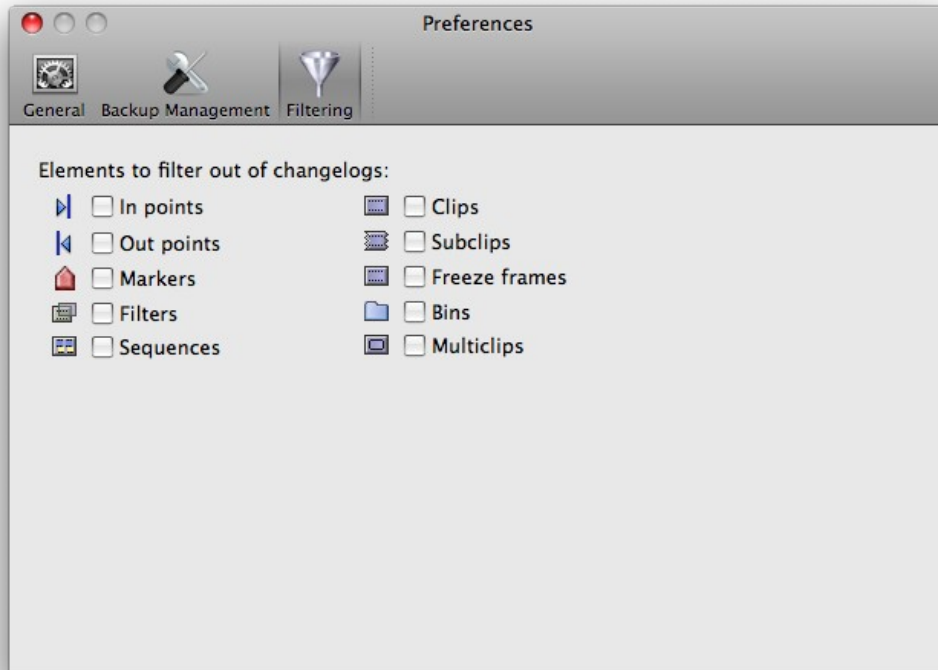 Preferences
General
Backup Management
Filtering
Elements to filter out of changelogs:
In points
Out points
Markers
Filters
Sequences
Clips
Subclips
Freeze frames
Bins
Multiclips